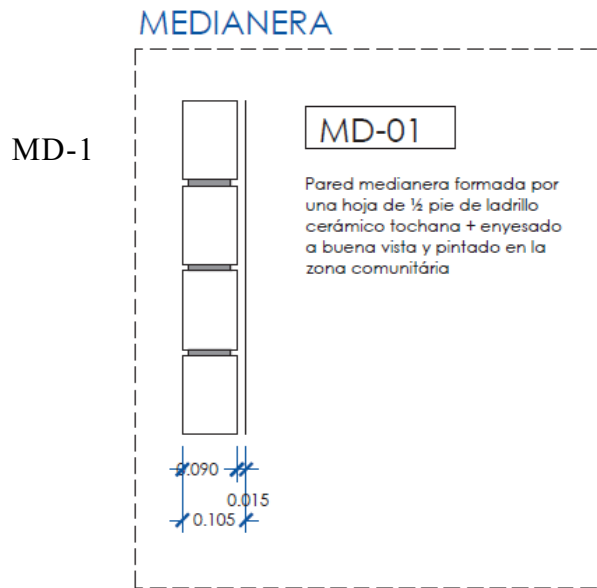 MEDIANERA
MD-1
MD-01
Pared medianera formada por
una hoja de ½ pie de ladrillo
cerámico tochana + enyesado
a buena vista y pintado en la
zona comunitária
0.090
0.015
0.105